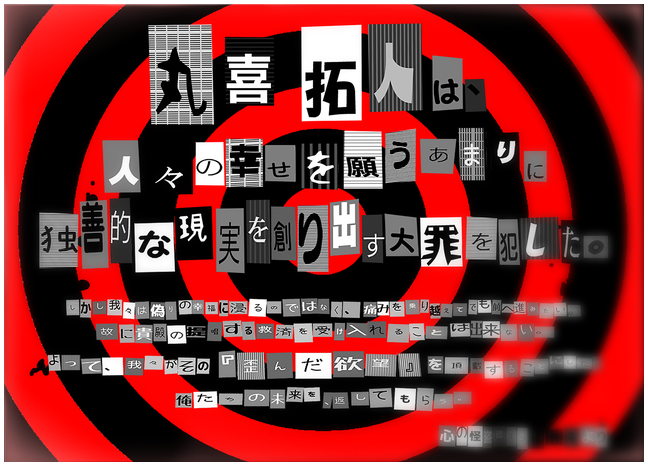 丸喜拓人は、
人々の幸せを願うあまりに
独善的な現実を創り出す大罪を犯した。
しかし我々は偽りの幸福に浸るのではなく、痛みを乗り越えてでも前へ進みたい
故に貴殿の提唱する救済を受け入れることは出来ない
よって、我々がその『歪んだ欲望』を頂戴する
俺たちの未来を、返してもらう
心の怪